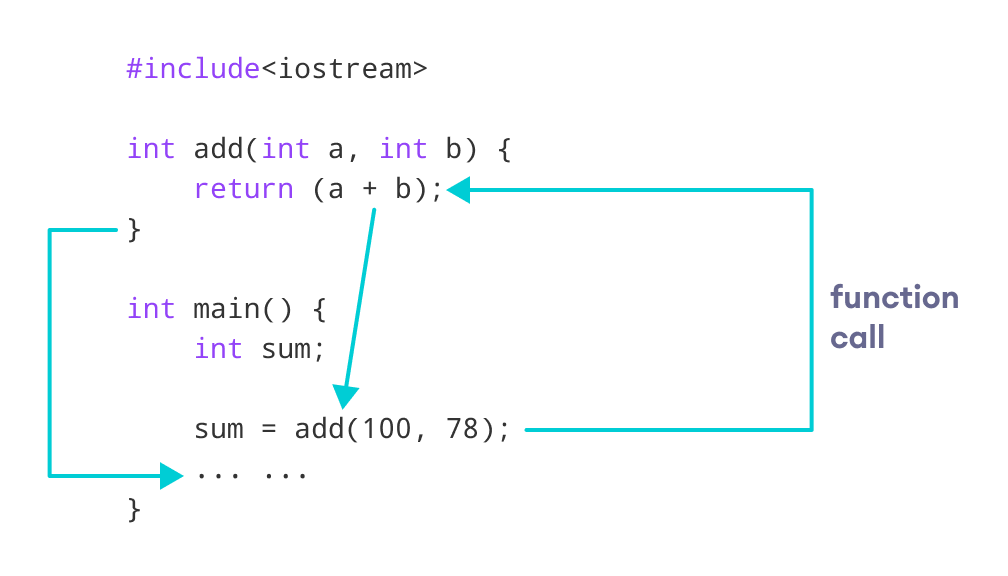 #include<iostream>
int add(int a, int b) {
return (a + b);
}
int main() {
int sum;
sum = add(100, 78);
... ...
}
function
call